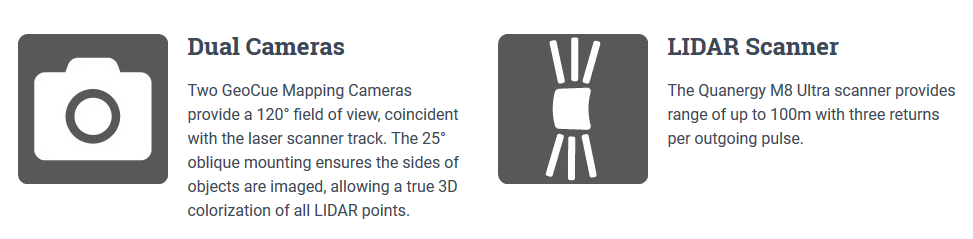 Dual Cameras
Two GeoCue Mapping Cameras
provide a 120° field of view, coincident
with the laser scanner track. The 25°
oblique mounting ensures the sides of
objects are imaged, allowing a true 3D
colorization of all LIDAR points.
LIDAR Scanner
The Quanergy M8 Ultra scanner provides
range of up to 100m with three returns
per outgoing pulse.